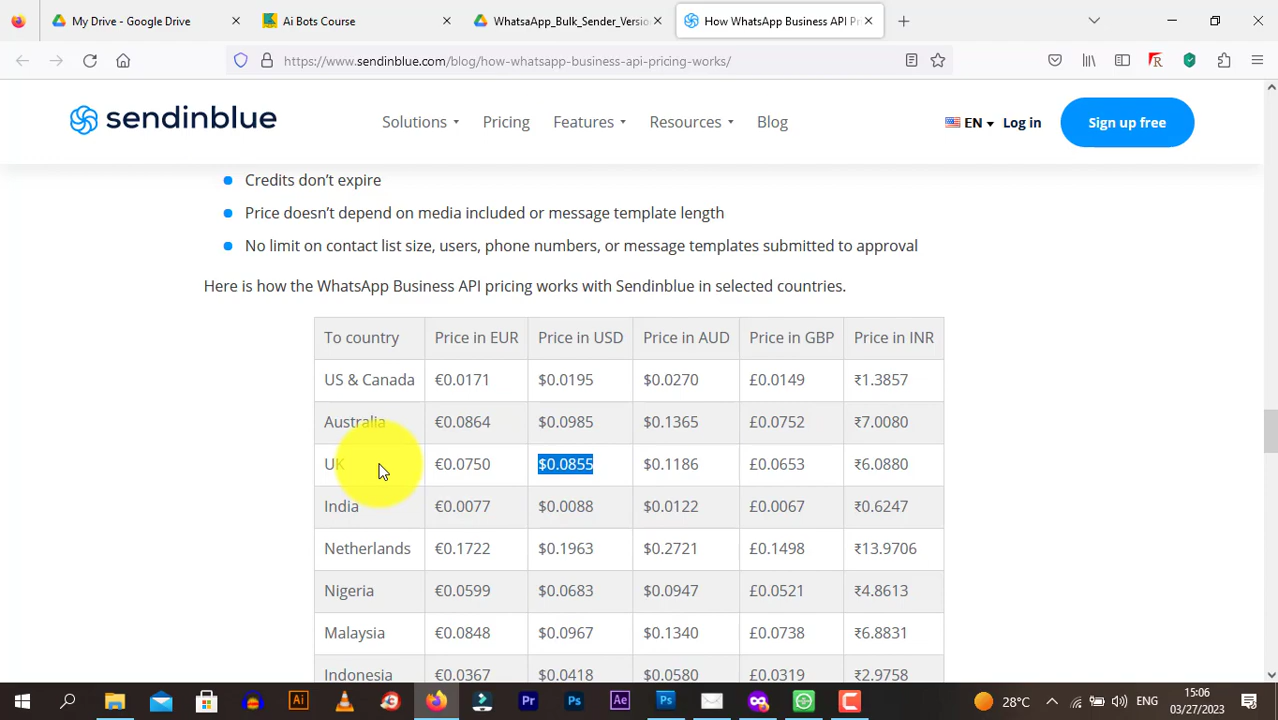 My Drive - Google Drive
Ai Bots Course
WhatsaApp_Bulk_Sender_Versio
How WhatsApp Business API Pri
https://www.sendinblue.com/blog/how-whatsapp-business-api-pricing-works/
sendinblue
Solutions
Pricing
Features
Resources
Blog
EN
Log in
Sign up free
Credits don’t expire
Price doesn’t depend on media included or message template length
No limit on contact list size, users, phone numbers, or message templates submitted to approval
Here is how the WhatsApp Business API pricing works with Sendinblue in selected countries.
To country Price in EUR Price in USD Price in AUD Price in GBP Price in INR
US & Canada €0.0171 $0.0195 $0.0270 £0.0149 ₹1.3857
Australia €0.0864 $0.0985 $0.1365 £0.0752 ₹7.0080
UK €0.0750 $0.0855 $0.1186 £0.0653 ₹6.0880
India €0.0077 $0.0088 $0.0122 £0.0067 ₹0.6247
Netherlands €0.1722 $0.1963 $0.2721 £0.1498 ₹13.9706
Nigeria €0.0599 $0.0683 $0.0947 £0.0521 ₹4.8613
Malaysia €0.0848 $0.0967 $0.1340 £0.0738 ₹6.8831
Indonesia €0.0367 $0.0418 $0.0580 £0.0319 ₹2.9758
Ai
Pr
Ps
Ae
Ps
28°C
ENG
15:06
03/27/2023